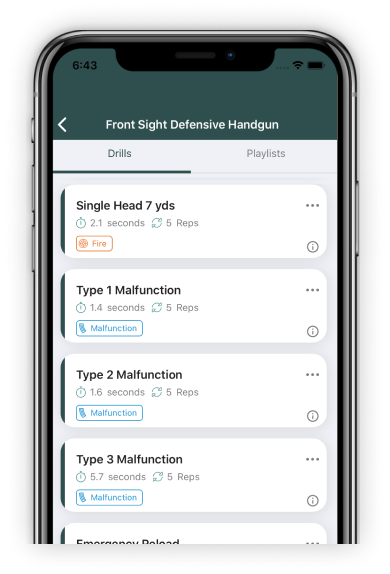 6:43
Front Sight Defensive Handgun
Drills Playlists
Single Head 7 yds
2.1 seconds 5 Reps
Fire
Type 1 Malfunction
1.4 seconds 5 Reps
Malfunction
Type 2 Malfunction
1.6 seconds 5 Reps
Malfunction
Type 3 Malfunction
5.7 seconds 5 Reps
Malfunction
Emergency Reload